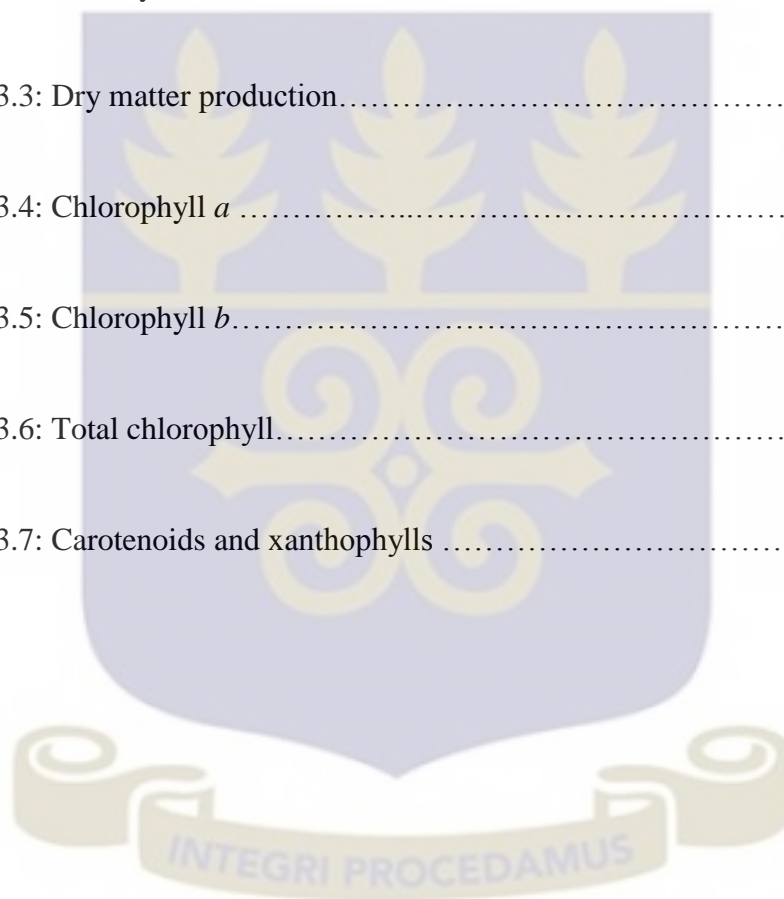 3.3: Dry matter production……………………………………
3.4: Chlorophyll a ……………..………………………………
3.5: Chlorophyll b………………………………………………
3.6: Total chlorophyll…………………………………………
3.7: Carotenoids and xanthophylls ……………………………
INTEGRI PROCEDAMUS